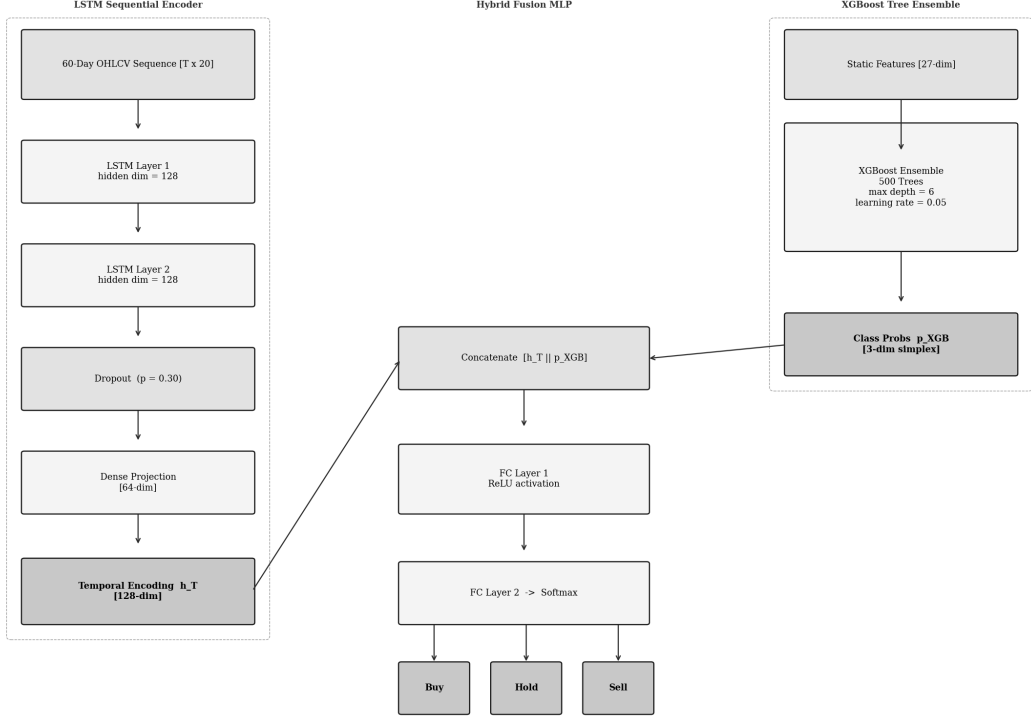 LSTM Sequential Encoder
60-Day OHLCV Sequence [T x 20]
LSTM Layer 1
hidden dim = 128
LSTM Layer 2
hidden dim = 128
Dropout  (p = 0.30)
Dense Projection
[64-dim]
Temporal Encoding  h_T
[128-dim]
Hybrid Fusion MLP
Concatenate  [h_T || p_XGB]
FC Layer 1
ReLU activation
FC Layer 2  ->  Softmax
Buy
Hold
Sell
XGBoost Tree Ensemble
Static Features [27-dim]
XGBoost Ensemble
500 Trees
max depth = 6
learning rate = 0.05
Class Probs  p_XGB
[3-dim simplex]